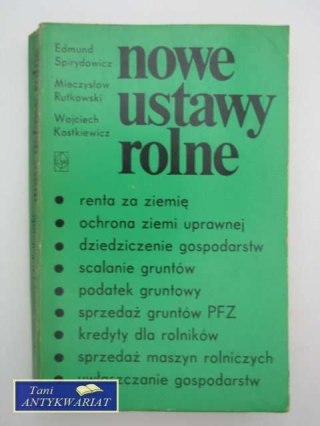 Edmund
Spirydowicz
Mieczysław
Rutkowski
Wojciech
Kostkiewicz
nowe
ustawy
rolne
● renta za ziemię
● ochrona ziemi uprawnej
● dziedziczenie gospodarstw
● scalanie gruntów
● podatek gruntowy
● sprzedaż gruntów PFZ
● kredyty dla rolników
● sprzedaż maszyn rolniczych
uwłaszczanie gospodarstw
Tani
ANTYKWARIAT